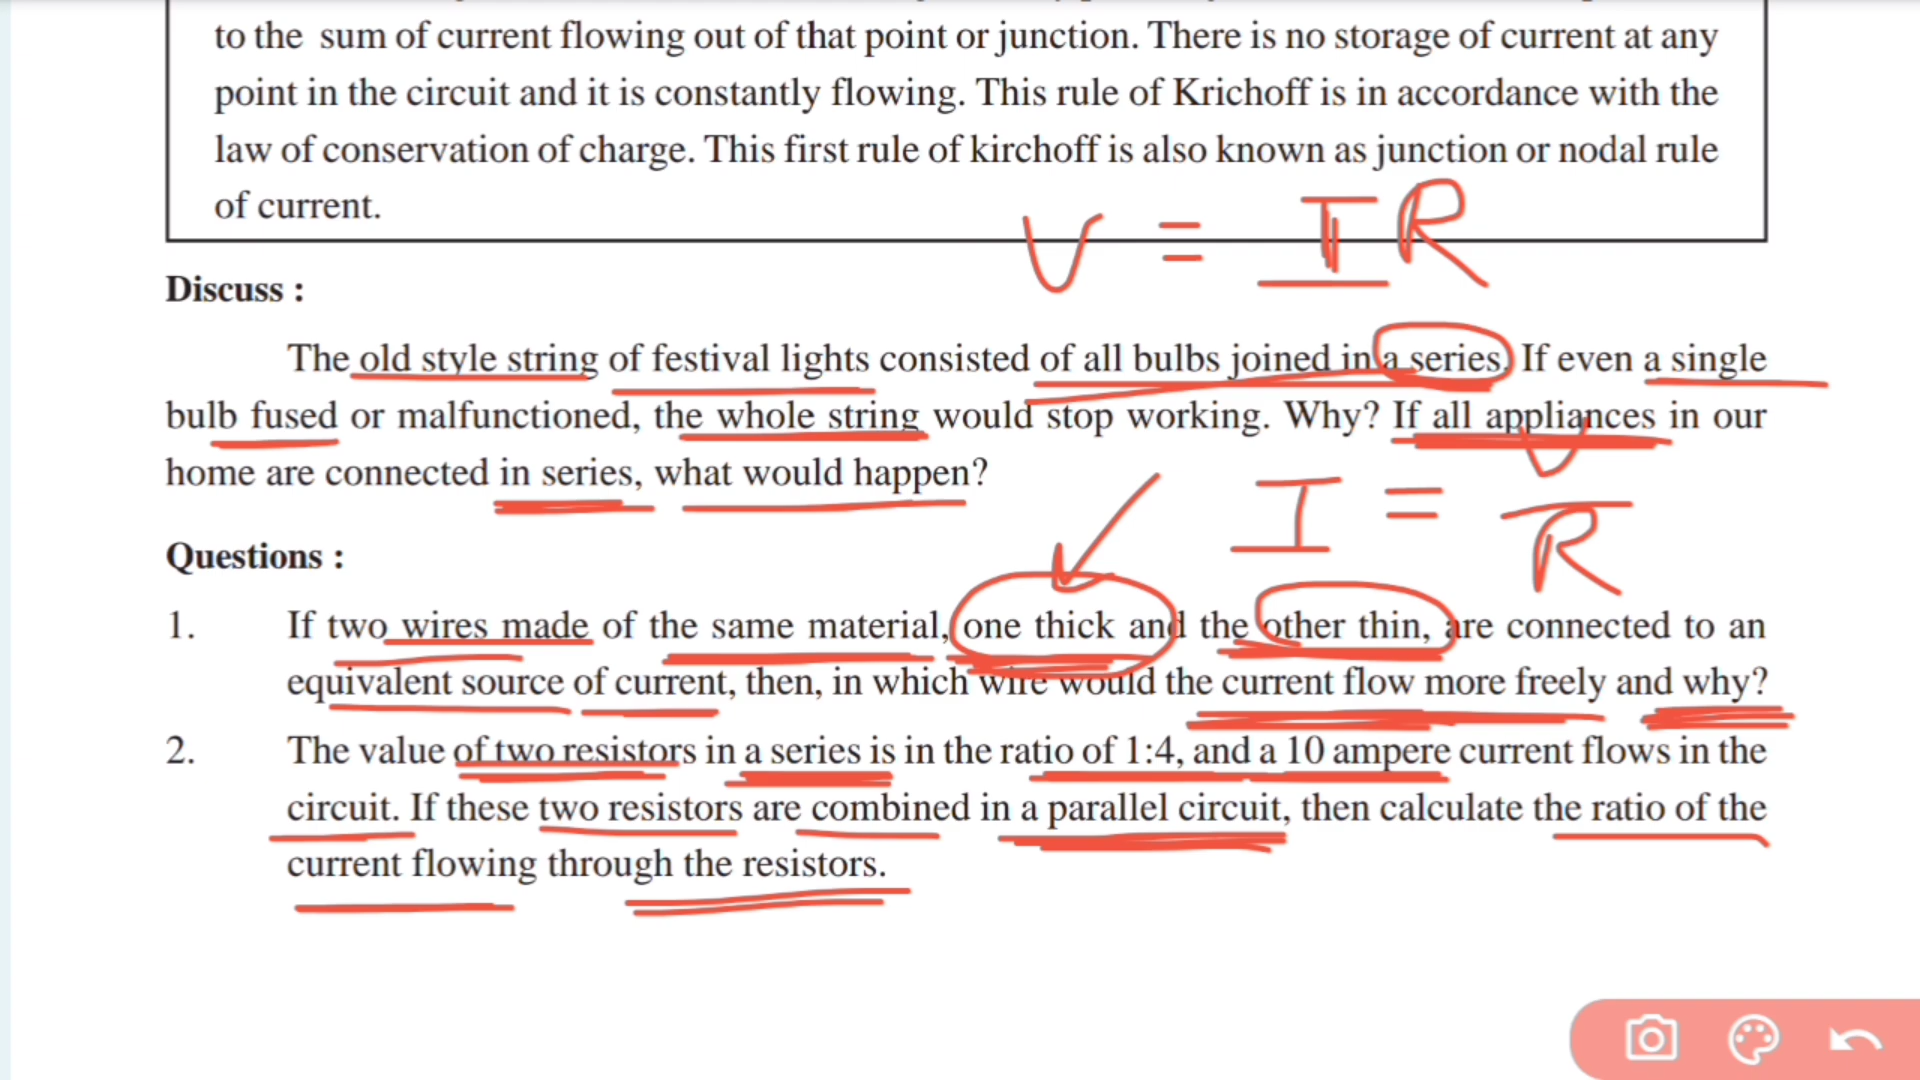 to the sum of current flowing out of that point or junction. There is no storage of current at any
point in the circuit and it is constantly flowing. This rule of Krichoff is in accordance with the
law of conservation of charge. This first rule of kirchoff is also known as junction or nodal rule
of current.
V = IR
Discuss :
The old style string of festival lights consisted of all bulbs joined in a series. If even a single
bulb fused or malfunctioned, the whole string would stop working. Why? If all appliances in our
home are connected in series, what would happen?
I = V
R
Questions :
1. If two wires made of the same material, one thick and the other thin, are connected to an
equivalent source of current, then, in which wire would the current flow more freely and why?
2. The value of two resistors in a series is in the ratio of 1:4, and a 10 ampere current flows in the
circuit. If these two resistors are combined in a parallel circuit, then calculate the ratio of the
current flowing through the resistors.